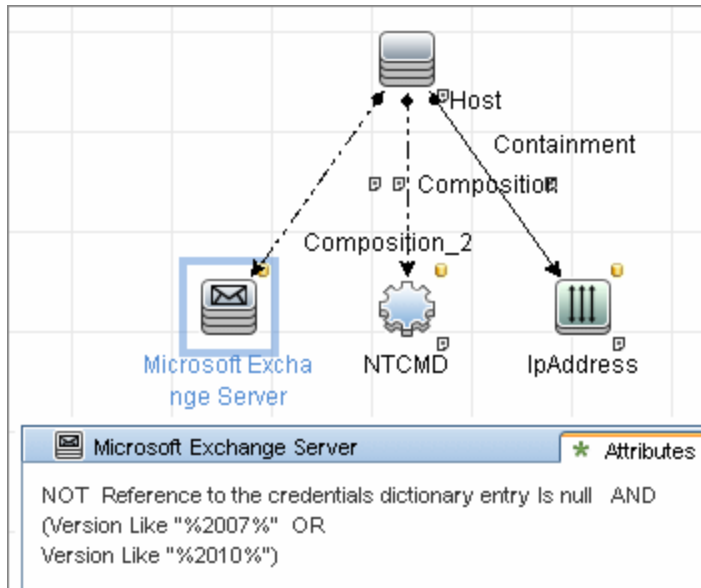 Host
Containment
Composition
Composition_2
Microsoft Excha
nge Server
NTCMD
IpAddress
Microsoft Exchange Server
Attributes
NOT Reference to the credentials dictionary entry Is null AND
(Version Like "%2007%" OR
Version Like "%2010%")